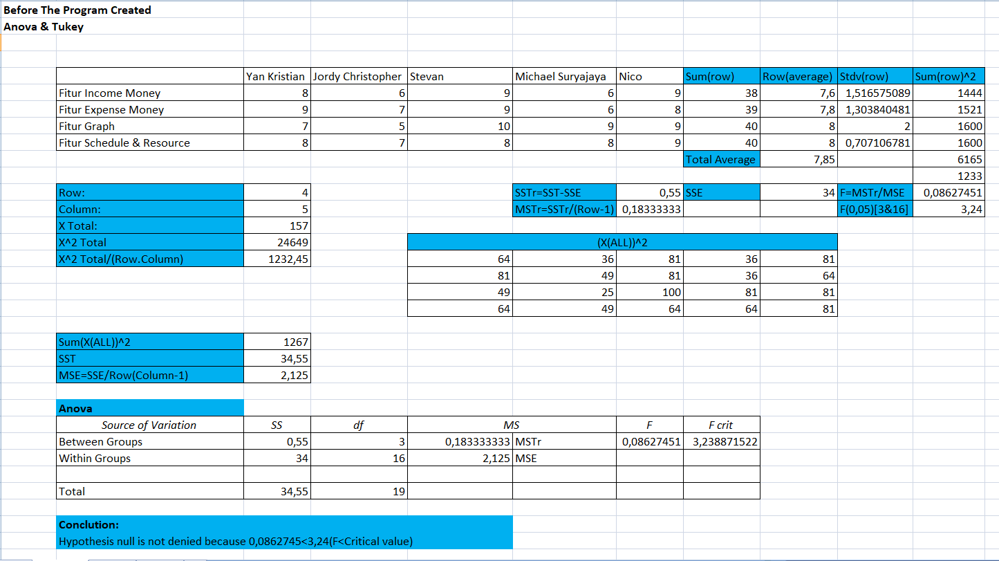 Before The Program Created
Anova & Tukey
Yan Kristian Jordy Christopher Stevan Michael Suryajaya Nico Sum(row) Row(average) Stdv(row) Sum(row)^2
Fitur Income Money 8 6 9 6 9 38 7,6 1,516575089 1444
Fitur Expense Money 9 7 9 6 8 39 7,8 1,303840481 1521
Fitur Graph 7 5 10 9 9 40 8 2 1600
Fitur Schedule & Resource 8 7 8 8 9 40 8 0,707106781 1600
Total Average 7,85 6165
1233
Row: 4 SSTr=SST-SSE 0,55 SSE 34 F=MSTr/MSE 0,08627451
Column: 5 MSTr=SSTr/(Row-1) 0,18333333 F(0,05)[3&16] 3,24
X Total: 157
X^2 Total 24649 (X(ALL))^2
X^2 Total/(Row.Column) 1232,45 64 36 81 36 81
81 49 81 36 64
49 25 100 81 81
64 49 64 64 81
Sum(X(ALL))^2 1267
SST 34,55
MSE=SSE/Row(Column-1) 2,125
Anova
Source of Variation SS df MS F F crit
Between Groups 0,55 3 0,183333333 MSTr 0,08627451 3,238871522
Within Groups 34 16 2,125 MSE
Total 34,55 19
Conclution:
Hypothesis null is not denied because 0,0862745<3,24(F<Critical value)